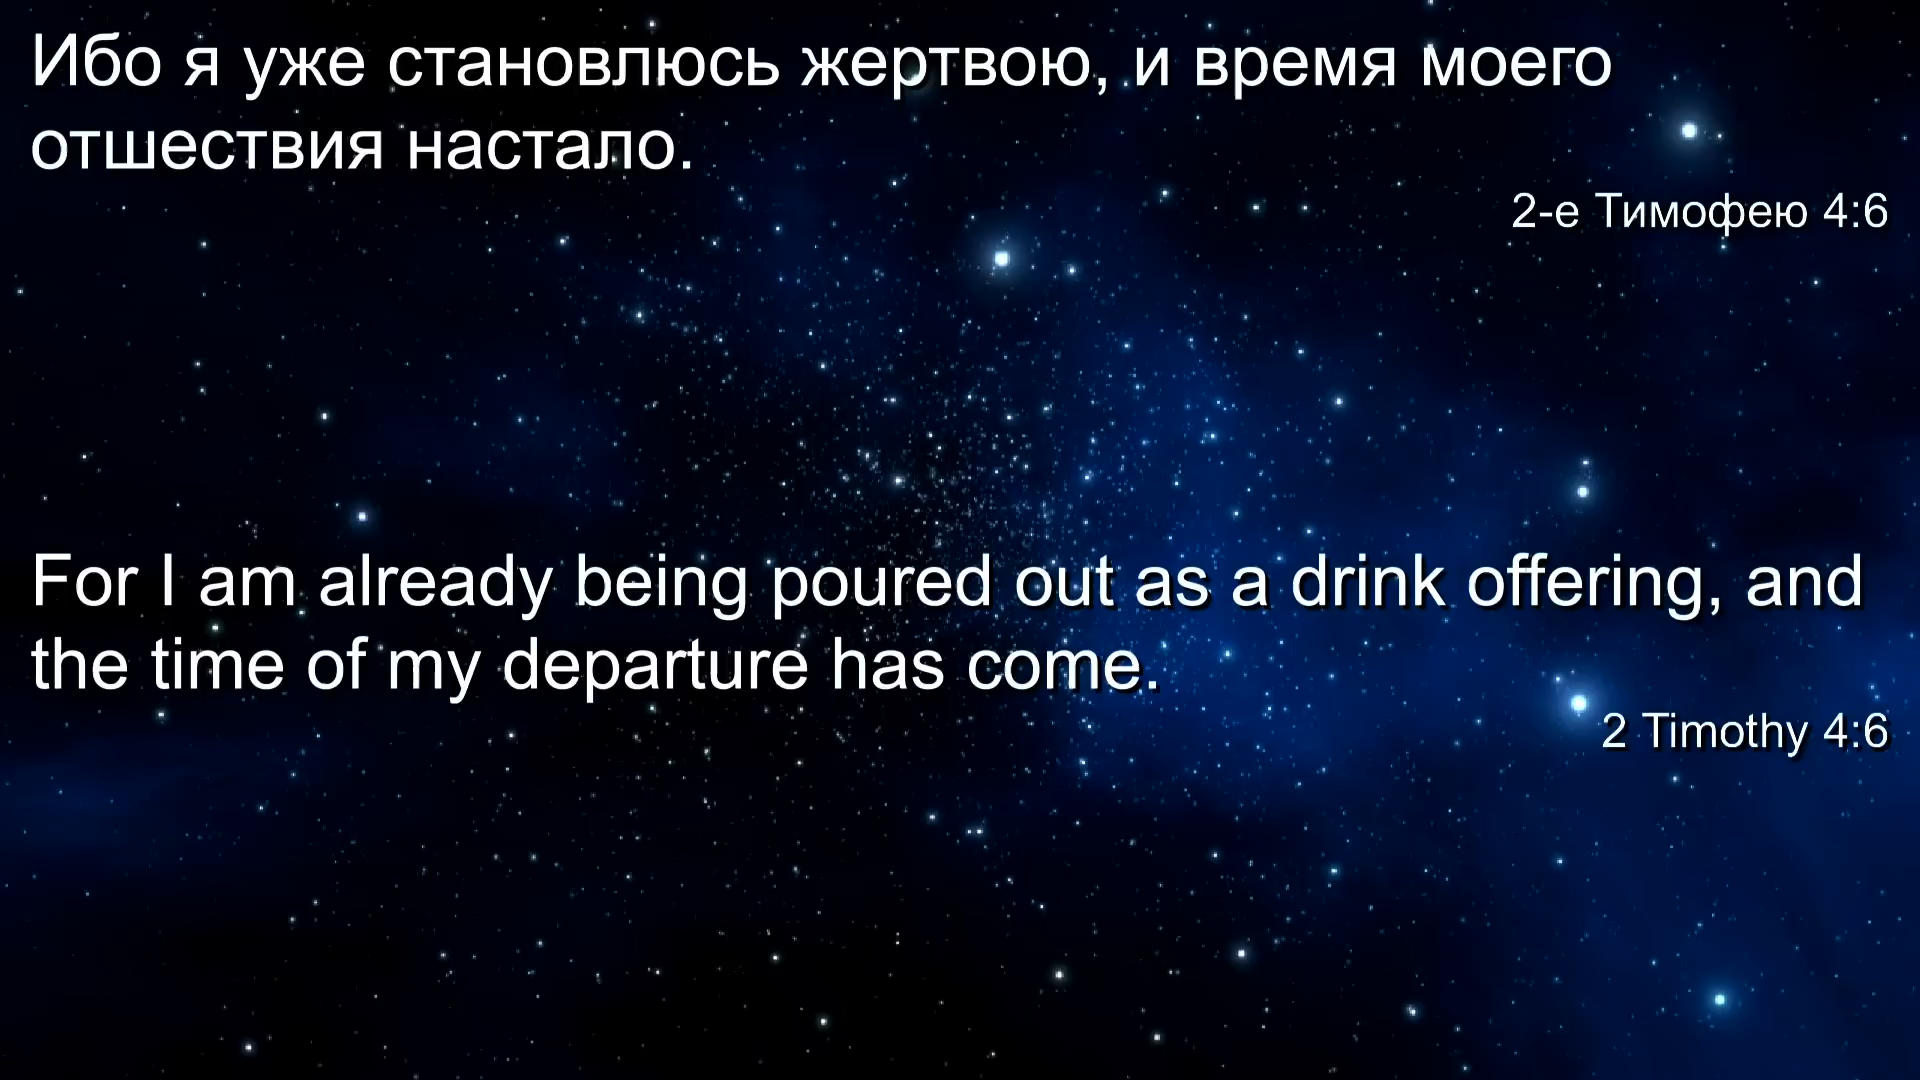 Ибо я уже становлюсь жертвою, и время моего
отшествия настало.
2-е Тимофею 4:6
For I am already being poured out as a drink offering, and
the time of my departure has come.
2 Timothy 4:6